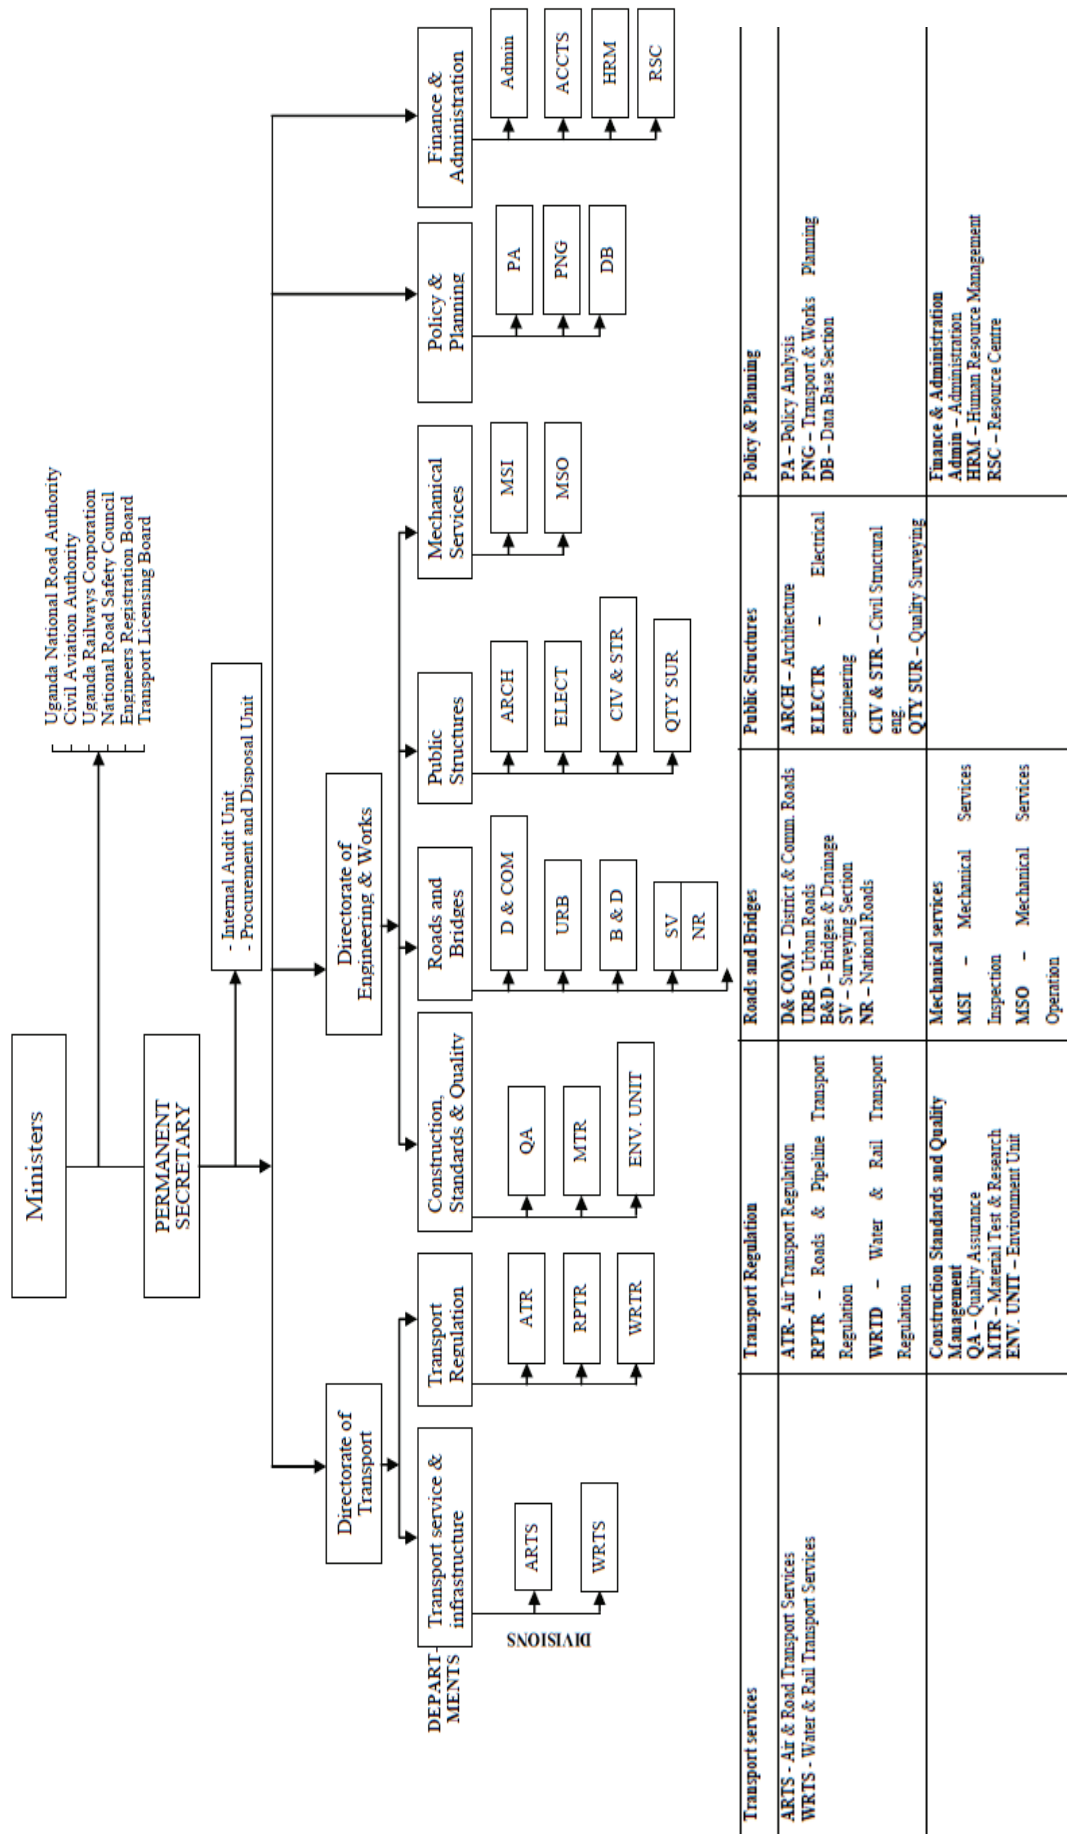 Ministers
Uganda National Road Authority
Civil Aviation Authority
Uganda Railways Corporation
National Road Safety Council
Engineers Registration Board
Transport Licensing Board
PERMANENT
SECRETARY
- Internal Audit Unit
- Procurement and Disposal Unit
Directorate of
Transport
Directorate of
Engineering & Works
DEPART-
MENTS
Transport service &
infrastructure
Transport
Regulation
Construction,
Standards & Quality
Roads and
Bridges
Public
Structures
Mechanical
Services
Policy &
Planning
Finance &
Administration
DIVISIONS
ARTS
WRTS
ATR
RPTR
WRTR
QA
MTR
ENV. UNIT
D & COM
URB
B & D
SV
NR
ARCH
ELECT
CIV & STR
QTY SUR
MSI
MSO
PA
PNG
DB
Admin
ACCTS
HRM
RSC
Transport services
ARTS - Air & Road Transport Services
WRTS - Water & Rail Transport Services
Transport Regulation
ATR- Air Transport Regulation
RPTR – Roads & Pipeline Transport
Regulation
WRTD – Water & Rail Transport
Regulation
Roads and Bridges
D& COM – District & Comm. Roads
URB – Urban Roads
B&D – Bridges & Drainage
SV – Surveying Section
NR – National Roads
Public Structures
ARCH – Architecture
ELECTR – Electrical
engineering
CIV & STR – Civil Structural
eng.
QTY SUR – Quality Surveying
Policy & Planning
PA – Policy Analysis
PNG – Transport & Works Planning
DB – Data Base Section
Construction Standards and Quality
Management
QA – Quality Assurance
MTR – Material Test & Research
ENV. UNIT – Environment Unit
Mechanical services
MSI – Mechanical Services
Inspection
MSO – Mechanical Services
Operation
Finance & Administration
Admin – Administration
HRM – Human Resource Management
RSC – Resource Centre